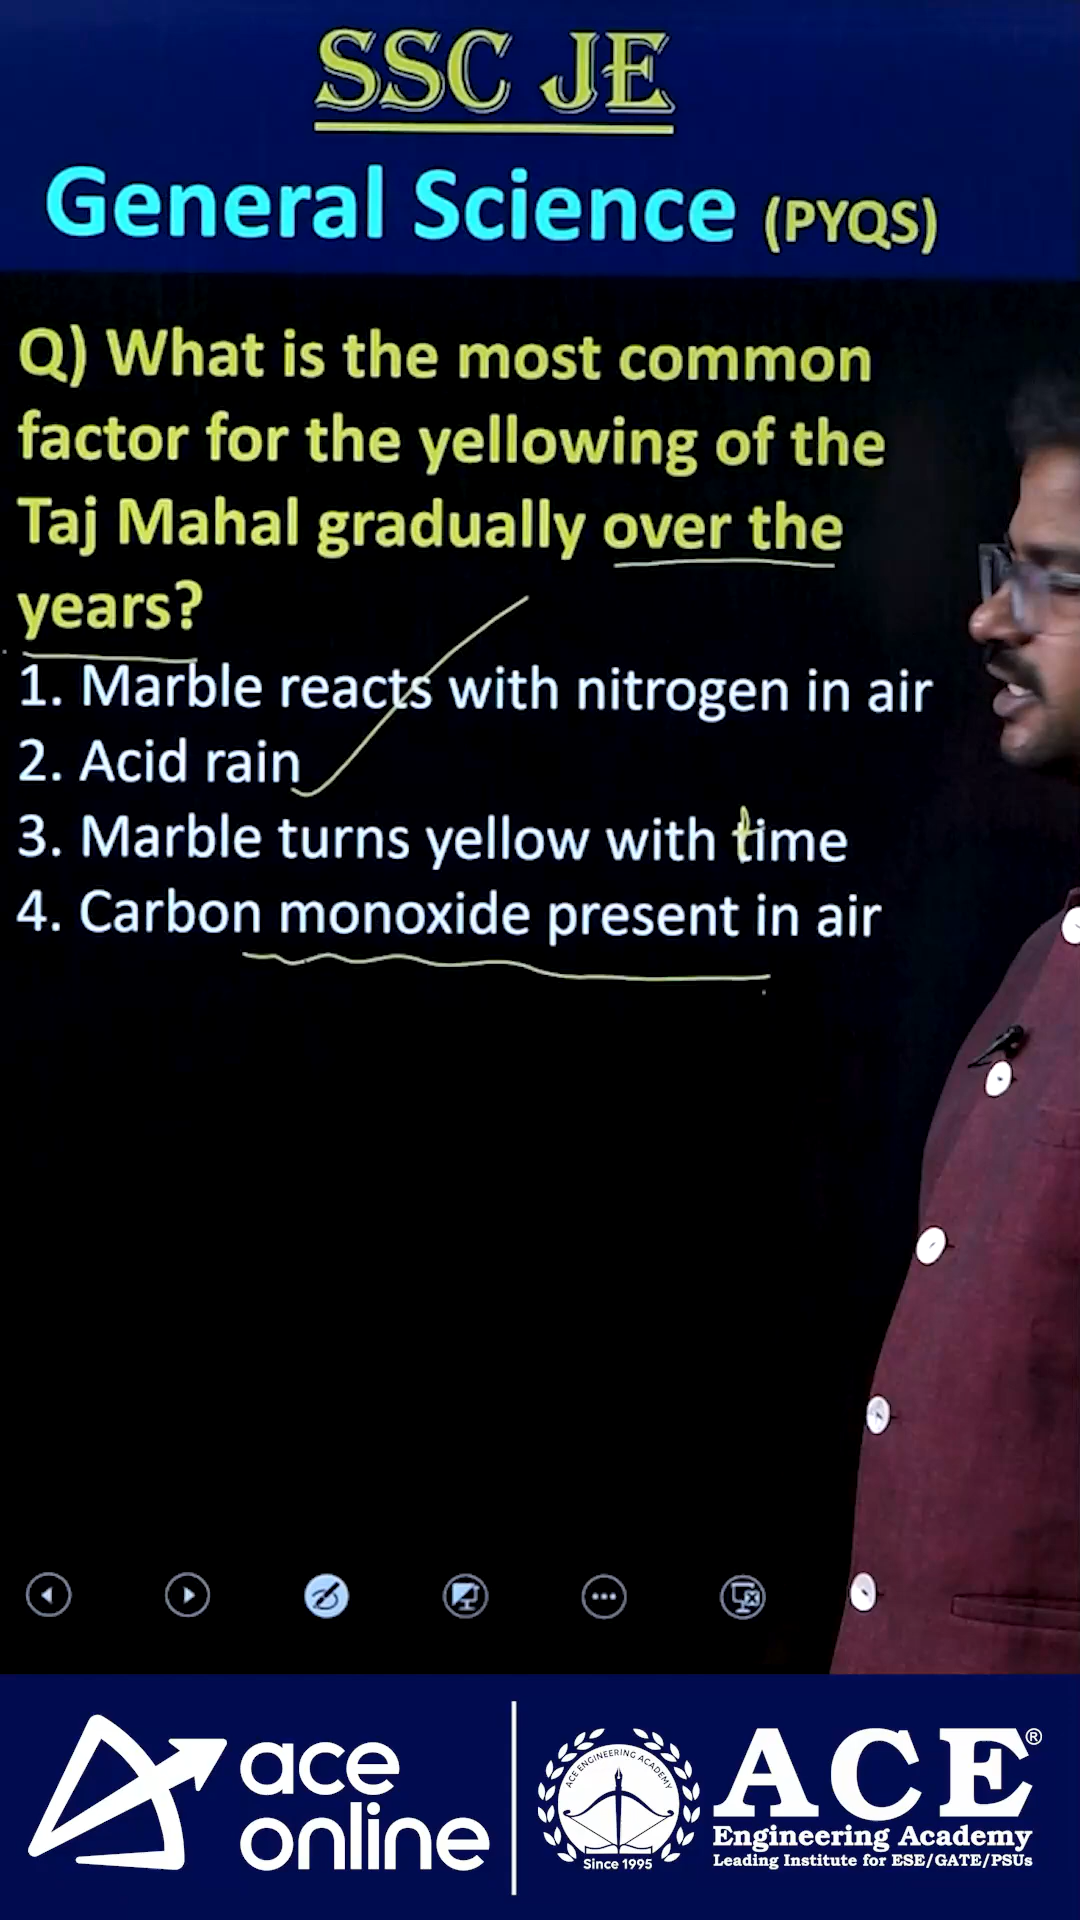 SSC JE
General Science (PYQS)
Q) What is the most common
factor for the yellowing of the
Taj Mahal gradually over the
years?
1. Marble reacts with nitrogen in air
2. Acid rain
3. Marble turns yellow with time
4. Carbon monoxide present in air
ace
online
ACE ENGINEERING ACADEMY
Since 1995
ACE®
Engineering Academy
Leading Institute for ESE/GATE/PSUs